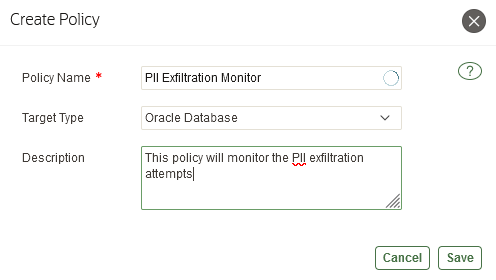 Create Policy
Policy Name * PII Exfiltration Monitor
?
Target Type Oracle Database
Description This policy will monitor the PII exfiltration
attempts
Cancel Save